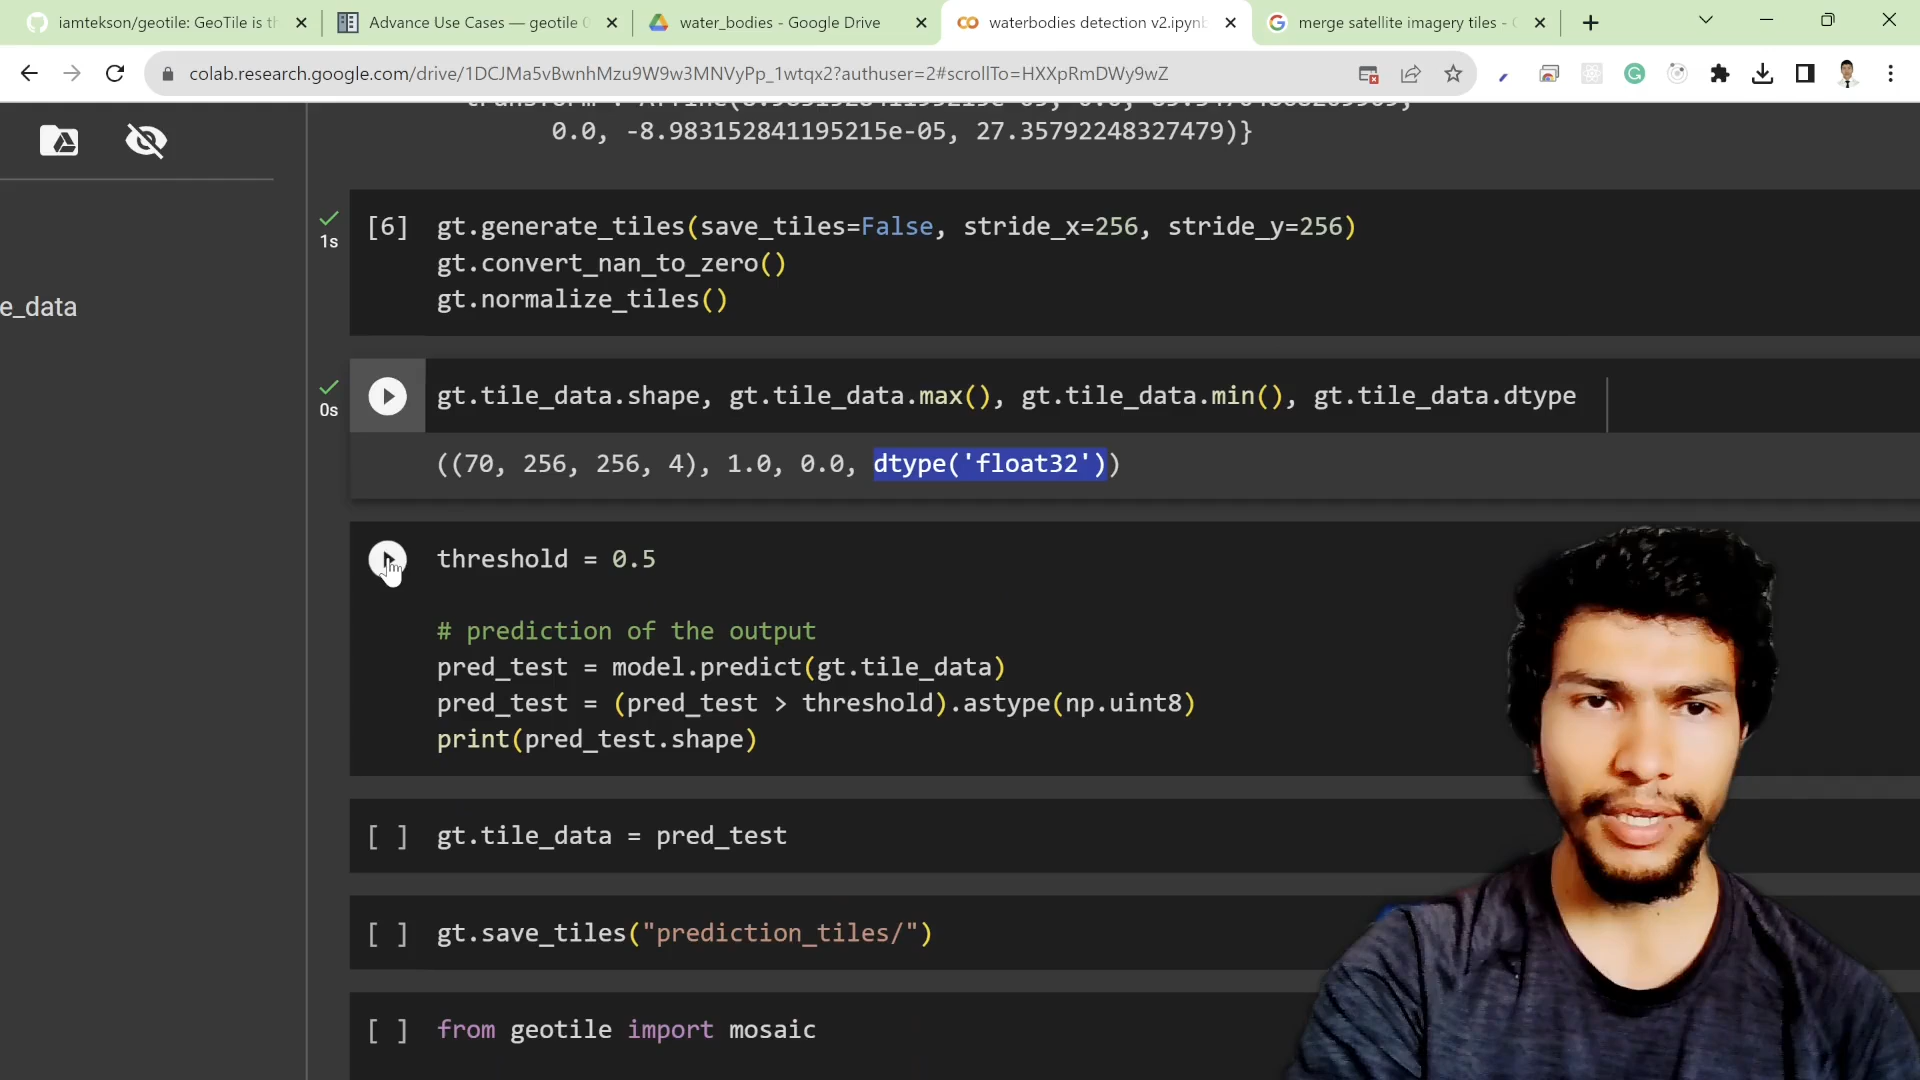 iamtekson/geotile: GeoTile is th
Advance Use Cases — geotile 0
water_bodies - Google Drive
waterbodies detection v2.ipynb
merge satellite imagery tiles -
colab.research.google.com/drive/1DCJMa5vBwnhMzu9W9w3MNVyPp_1wtqx2?authuser=2#scrollTo=HXXpRmDWy9wZ
0.0, -8.983152841195215e-05, 27.35792248327479)}
e_data
1s
[6] gt.generate_tiles(save_tiles=False, stride_x=256, stride_y=256)
gt.convert_nan_to_zero()
gt.normalize_tiles()
0s
gt.tile_data.shape, gt.tile_data.max(), gt.tile_data.min(), gt.tile_data.dtype
((70, 256, 256, 4), 1.0, 0.0, dtype('float32'))
threshold = 0.5
# prediction of the output
pred_test = model.predict(gt.tile_data)
pred_test = (pred_test > threshold).astype(np.uint8)
print(pred_test.shape)
[ ] gt.tile_data = pred_test
[ ] gt.save_tiles("prediction_tiles/")
[ ] from geotile import mosaic